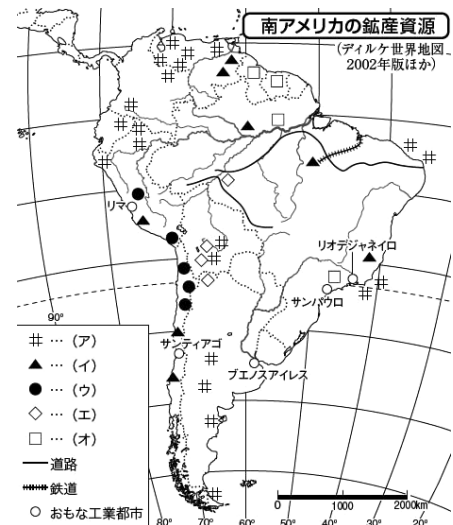 南アメリカの鉱産資源
(ディルケ世界地図
2002年版ほか)
リマ
リオデジャネイロ
サンパウロ
サンティアゴ
ブエノスアイレス
90°
…(ア)
…(イ)
…(ウ)
…(エ)
…(オ)
道路
鉄道
おもな工業都市
0 1000 2000km
80° 70° 60° 50° 40° 30° 20°